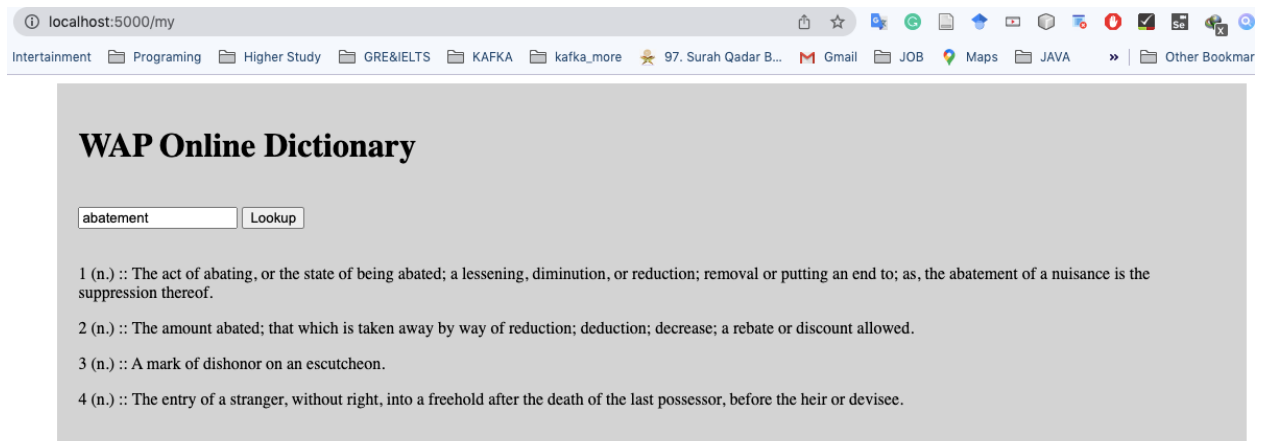 localhost:5000/my
Intertainment Programing Higher Study GRE&IELTS KAFKA kafka_more 97. Surah Qadar B... Gmail JOB Maps JAVA » Other Bookmar
WAP Online Dictionary
abatement Lookup
1 (n.) :: The act of abating, or the state of being abated; a lessening, diminution, or reduction; removal or putting an end to; as, the abatement of a nuisance is the
suppression thereof.
2 (n.) :: The amount abated; that which is taken away by way of reduction; deduction; decrease; a rebate or discount allowed.
3 (n.) :: A mark of dishonor on an escutcheon.
4 (n.) :: The entry of a stranger, without right, into a freehold after the death of the last possessor, before the heir or devisee.